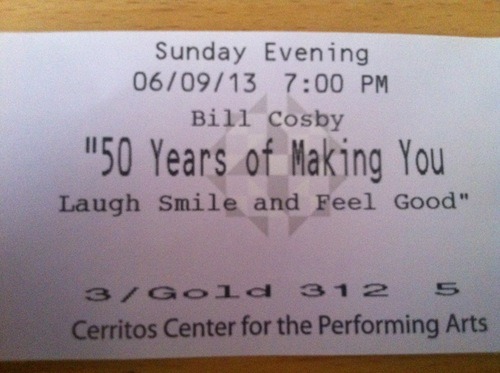 Sunday Evening
06/09/13 7:00 PM
Bill Cosby
"50 Years of Making You
Laugh Smile and Feel Good"
3/Gold 312 5
Cerritos Center for the Performing Arts